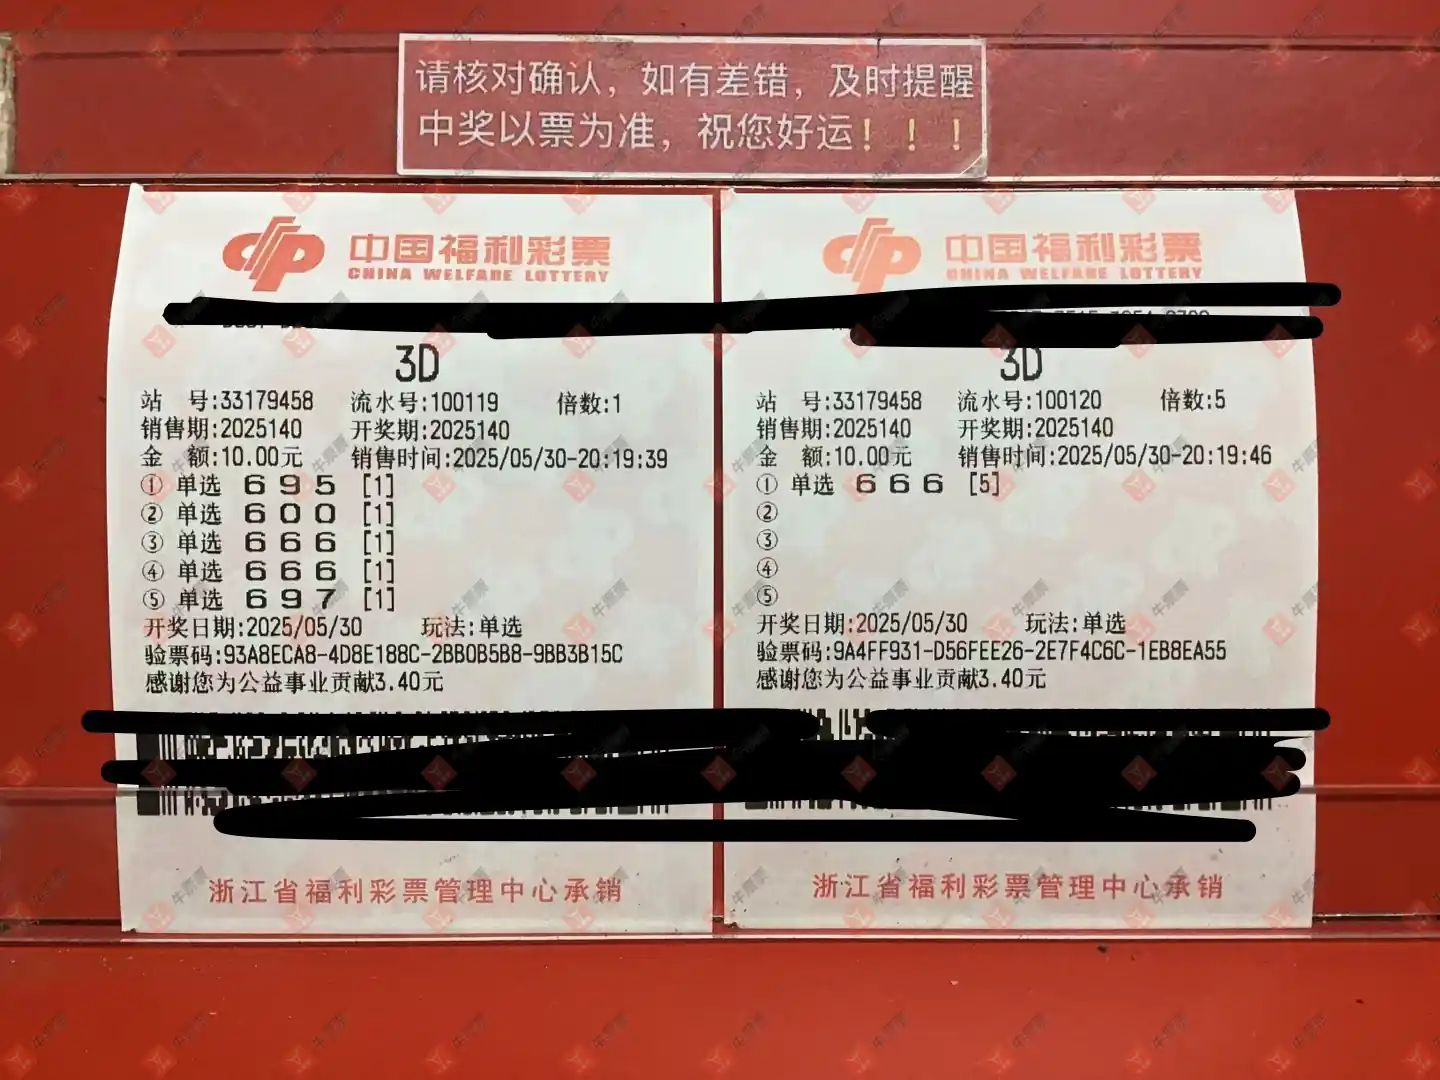 请核对确认，如有差错，及时提醒
中奖以票为准，祝您好运！！！
中国福利彩票
CHINA WELFARE LOTTERY
3D
站 号:33179458 流水号:100119 倍数:1
销售期:2025140 开奖期:2025140
金 额:10.00元 销售时间:2025/05/30-20:19:39
① 单选 6 9 5 [1]
② 单选 6 0 0 [1]
③ 单选 6 6 6 [1]
④ 单选 6 6 6 [1]
⑤ 单选 6 9 7 [1]
开奖日期:2025/05/30 玩法:单选
验票码:93A8ECA8-4D8E188C-2BB0B5B8-9BB3B15C
感谢您为公益事业贡献3.40元
浙江省福利彩票管理中心承销
中国福利彩票
CHINA WELFARE LOTTERY
3D
站 号:33179458 流水号:100120 倍数:5
销售期:2025140 开奖期:2025140
金 额:10.00元 销售时间:2025/05/30-20:19:46
① 单选 6 6 6 [5]
②
③
④
⑤
开奖日期:2025/05/30 玩法:单选
验票码:9A4FF931-D56FEE26-2E7F4C6C-1EB8EA55
感谢您为公益事业贡献3.40元
浙江省福利彩票管理中心承销